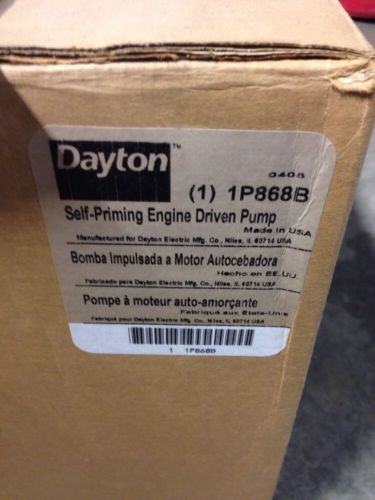 Dayton™
0405
(1) 1P868B
Self-Priming Engine Driven Pump
Made in USA
Manufactured for Dayton Electric Mfg. Co., Niles, IL 60714 USA
Bomba Impulsada a Motor Autocebadora
Hecho en EE.UU
Fabricado para Dayton Electric Mfg. Co., Niles, IL 60714 USA
Pompe à moteur auto-amorçante
Fabriqué aux États-Unis
Fabriqué pour Dayton Electric Mfg. Co., Niles, IL 60714 USA
1 1P868B